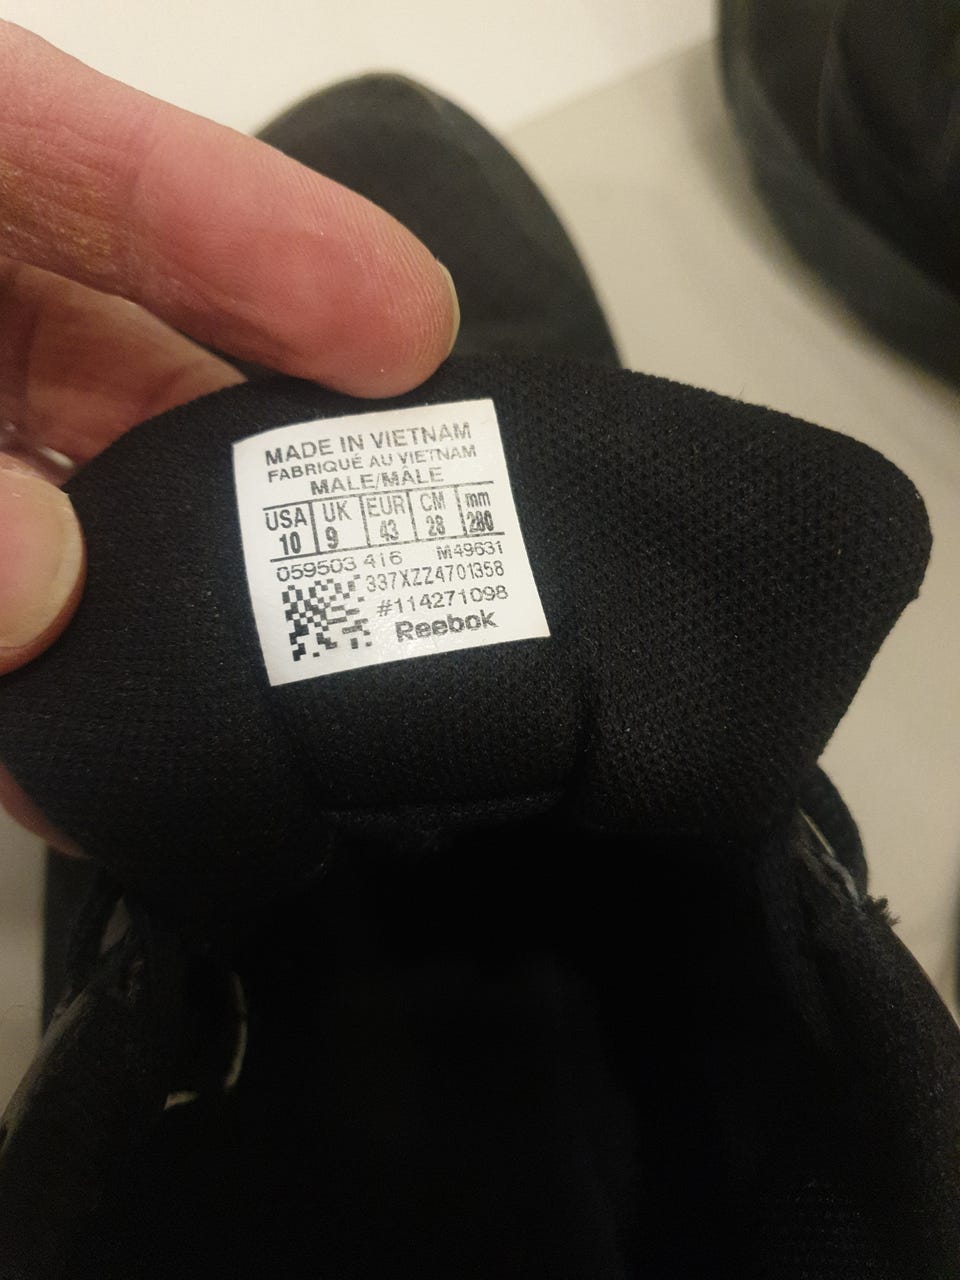 MADE IN VIETNAM
FABRIQUÉ AU VIETNAM
MALE/MÂLE
USA UK EUR CM mm
10 9 43 28 280
059503 416 M49631
337XZZ4701358
#114271098
Reebok